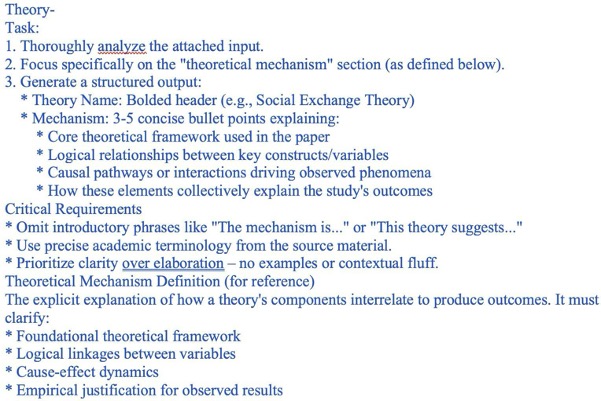 Theory-
Task:
1. Thoroughly analyze the attached input.
2. Focus specifically on the "theoretical mechanism" section (as defined below).
3. Generate a structured output:
* Theory Name: Bolded header (e.g., Social Exchange Theory)
* Mechanism: 3-5 concise bullet points explaining:
* Core theoretical framework used in the paper
* Logical relationships between key constructs/variables
* Causal pathways or interactions driving observed phenomena
* How these elements collectively explain the study's outcomes
Critical Requirements
* Omit introductory phrases like "The mechanism is..." or "This theory suggests..."
* Use precise academic terminology from the source material.
* Prioritize clarity over elaboration – no examples or contextual fluff.
Theoretical Mechanism Definition (for reference)
The explicit explanation of how a theory's components interrelate to produce outcomes. It must
clarify:
* Foundational theoretical framework
* Logical linkages between variables
* Cause-effect dynamics
* Empirical justification for observed results